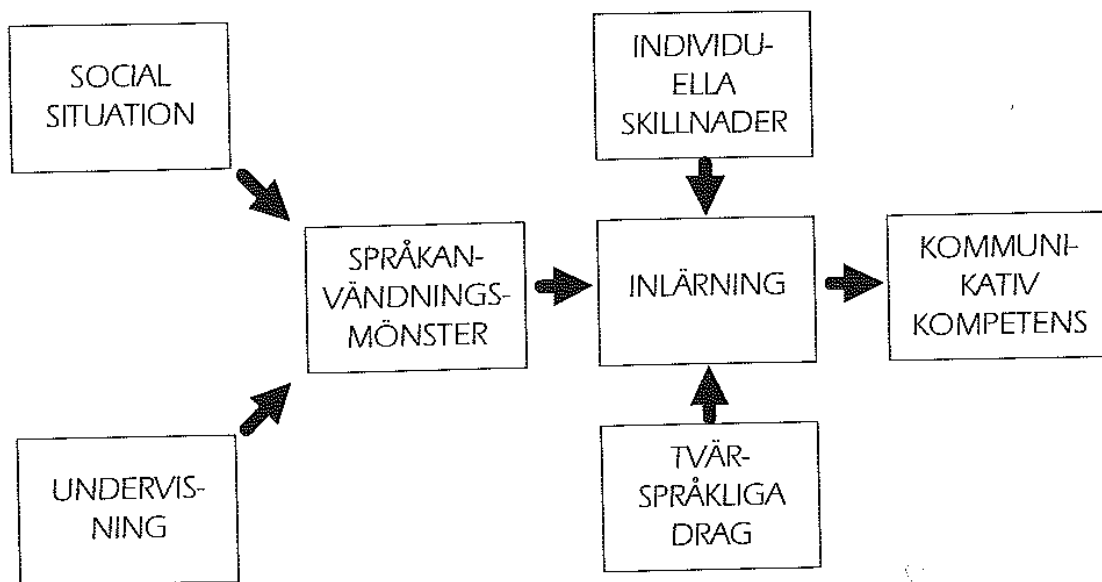 SOCIAL
SITUATION
INDIVIDU-
ELLA
SKILLNADER
SPRÅKAN-
VÄNDNINGS-
MÖNSTER
INLÄRNING
KOMMUNI-
KATIV
KOMPETENS
UNDERVIS-
NING
TVÄR-
SPRÅKLIGA
DRAG